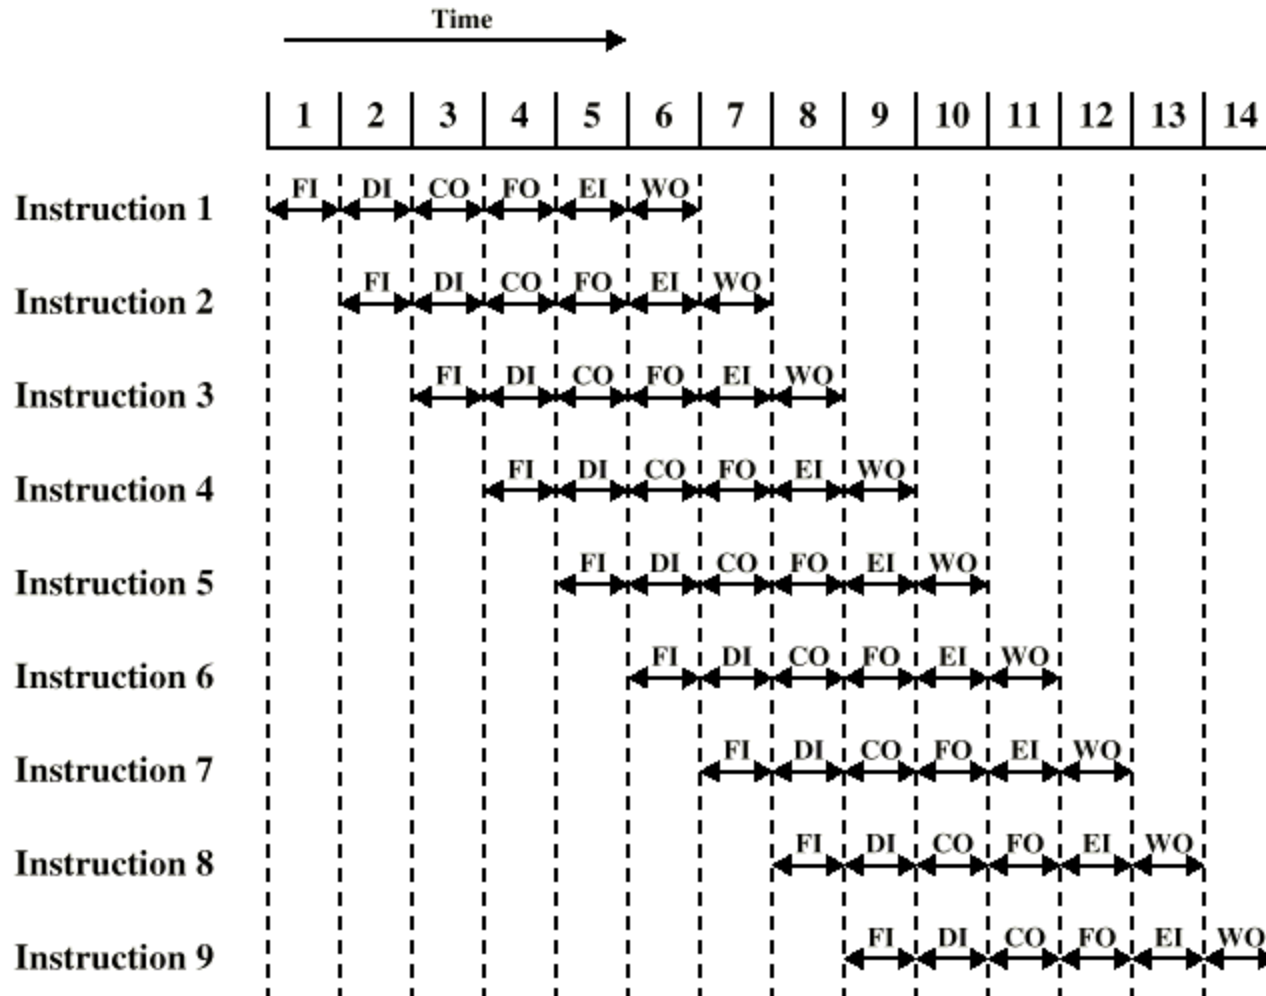 Time
1 2 3 4 5 6 7 8 9 10 11 12 13 14
Instruction 1 FI DI CO FO EI WO
Instruction 2 FI DI CO FO EI WO
Instruction 3 FI DI CO FO EI WO
Instruction 4 FI DI CO FO EI WO
Instruction 5 FI DI CO FO EI WO
Instruction 6 FI DI CO FO EI WO
Instruction 7 FI DI CO FO EI WO
Instruction 8 FI DI CO FO EI WO
Instruction 9 FI DI CO FO EI WO